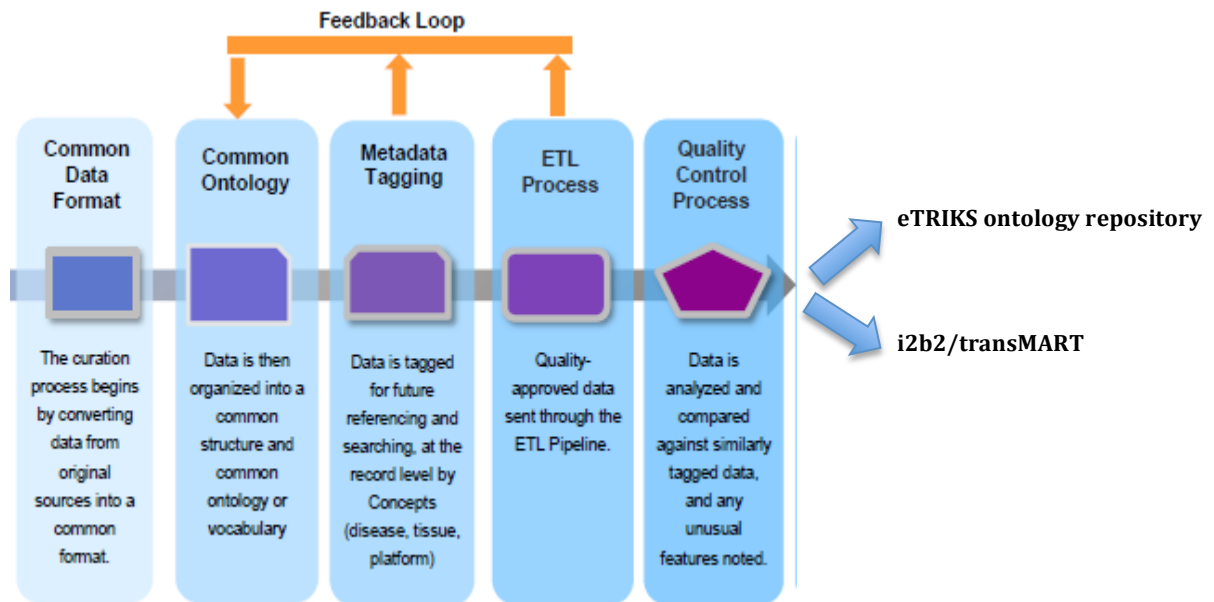 Feedback Loop
Common
Data
Format
The curation
process begins
by converting
data from
original
sources into a
common
format.
Common
Ontology
Data is then
organized into a
common
structure and
common
ontology or
vocabulary
Metadata
Tagging
Data is tagged
for future
referencing and
searching, at the
record level by
Concepts
(disease, tissue,
platform)
ETL
Process
Quality-
approved data
sent through the
ETL Pipeline.
Quality
Control
Process
Data is
analyzed and
compared
against similarly
tagged data,
and any
unusual
features noted.
eTRIKS ontology repository
i2b2/transMART